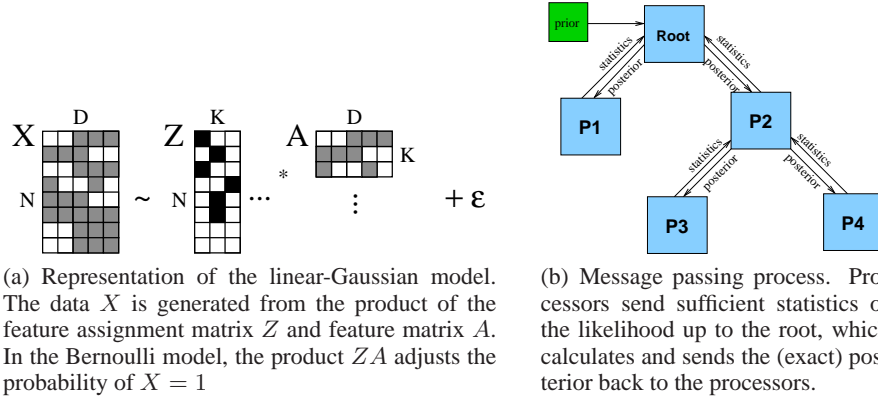 D
K
D
X
Z
A
K
N
~
N
...
*
⋮
+ ε
(a) Representation of the linear-Gaussian model.
The data X is generated from the product of the
feature assignment matrix Z and feature matrix A.
In the Bernoulli model, the product ZA adjusts the
probability of X = 1
prior
Root
statistics
posterior
statistics
posterior
P1
P2
statistics
posterior
statistics
posterior
P3
P4
(b) Message passing process. Pro-
cessors send sufficient statistics o
the likelihood up to the root, whic
calculates and sends the (exact) pos-
terior back to the processors.